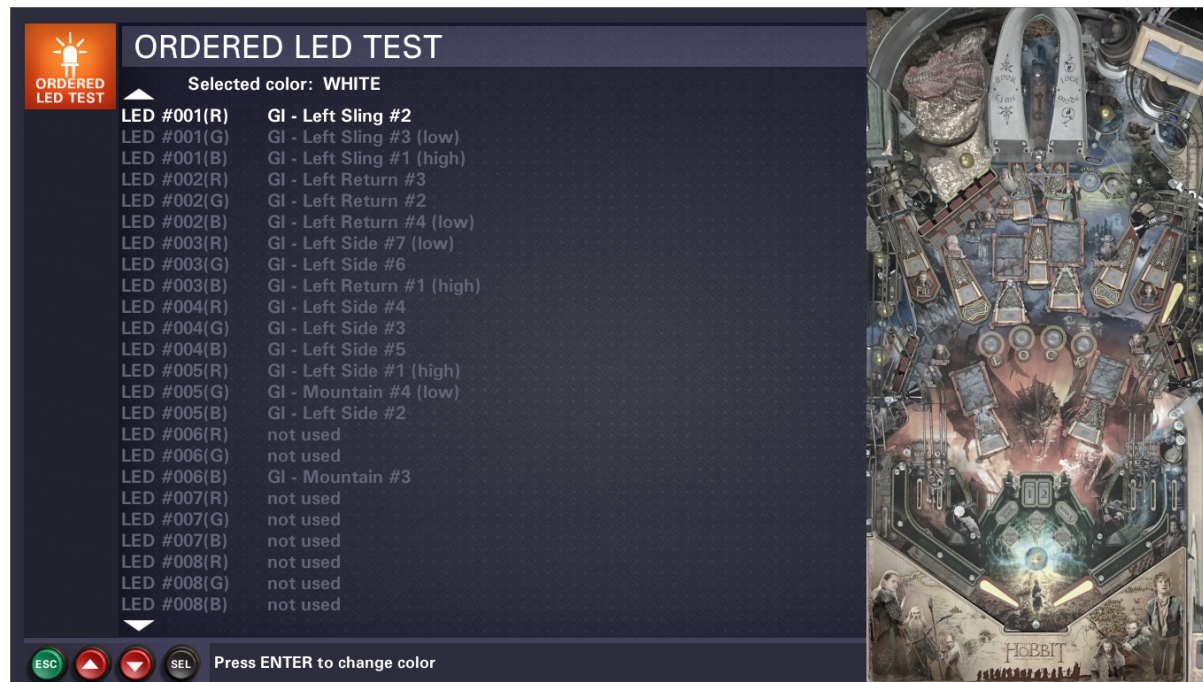 ORDERED LED TEST
ORDERED
LED TEST
Selected color: WHITE
LED #001(R) GI - Left Sling #2
LED #001(G) GI - Left Sling #3 (low)
LED #001(B) GI - Left Sling #1 (high)
LED #002(R) GI - Left Return #3
LED #002(G) GI - Left Return #2
LED #002(B) GI - Left Return #4 (low)
LED #003(R) GI - Left Side #7 (low)
LED #003(G) GI - Left Side #6
LED #003(B) GI - Left Return #1 (high)
LED #004(R) GI - Left Side #4
LED #004(G) GI - Left Side #3
LED #004(B) GI - Left Side #5
LED #005(R) GI - Left Side #1 (high)
LED #005(G) GI - Mountain #4 (low)
LED #005(B) GI - Left Side #2
LED #006(R) not used
LED #006(G) not used
LED #006(B) GI - Mountain #3
LED #007(R) not used
LED #007(G) not used
LED #007(B) not used
LED #008(R) not used
LED #008(G) not used
LED #008(B) not used
ESC SEL Press ENTER to change color
BOOK LOCK
TIME MODE
1 2
HOBBIT